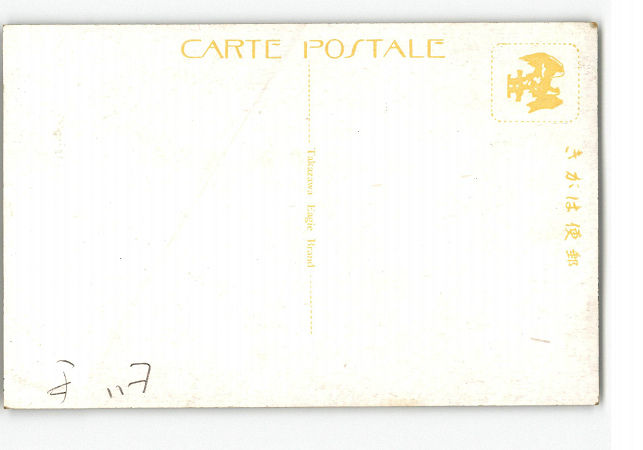 CARTE POSTALE
Takazawa Eagle Brand
きがは便郵